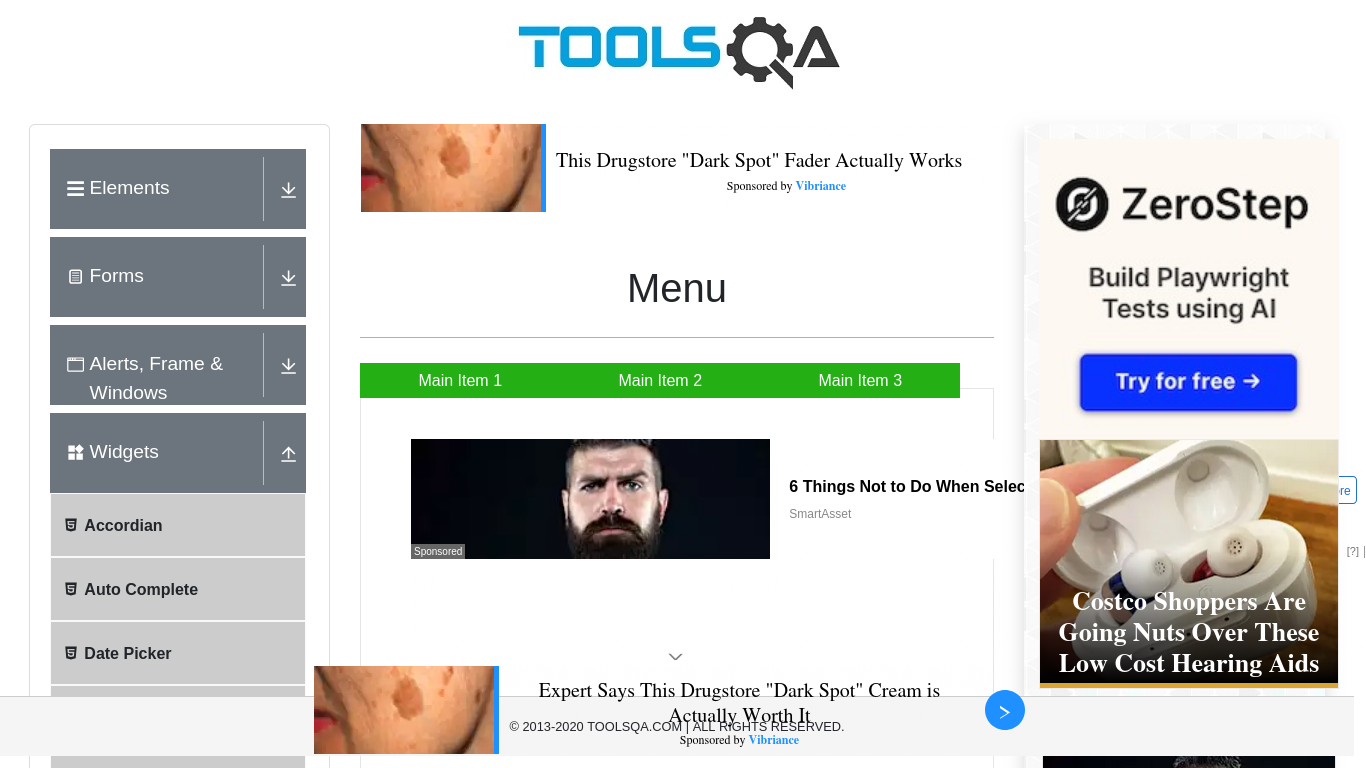 TOOLSQA
Elements
Forms
Alerts, Frame &
Windows
Widgets
Accordian
Auto Complete
Date Picker
This Drugstore "Dark Spot" Fader Actually Works
Sponsored by Vibriance
Menu
Main Item 1
Main Item 2
Main Item 3
Sponsored
6 Things Not to Do When Selec
SmartAsset
ZeroStep
Build Playwright
Tests using AI
Try for free →
re
[?]
Costco Shoppers Are
Going Nuts Over These
Low Cost Hearing Aids
Expert Says This Drugstore "Dark Spot" Cream is
Actually Worth It
© 2013-2020 TOOLSQA.COM | ALL RIGHTS RESERVED.
Sponsored by Vibriance